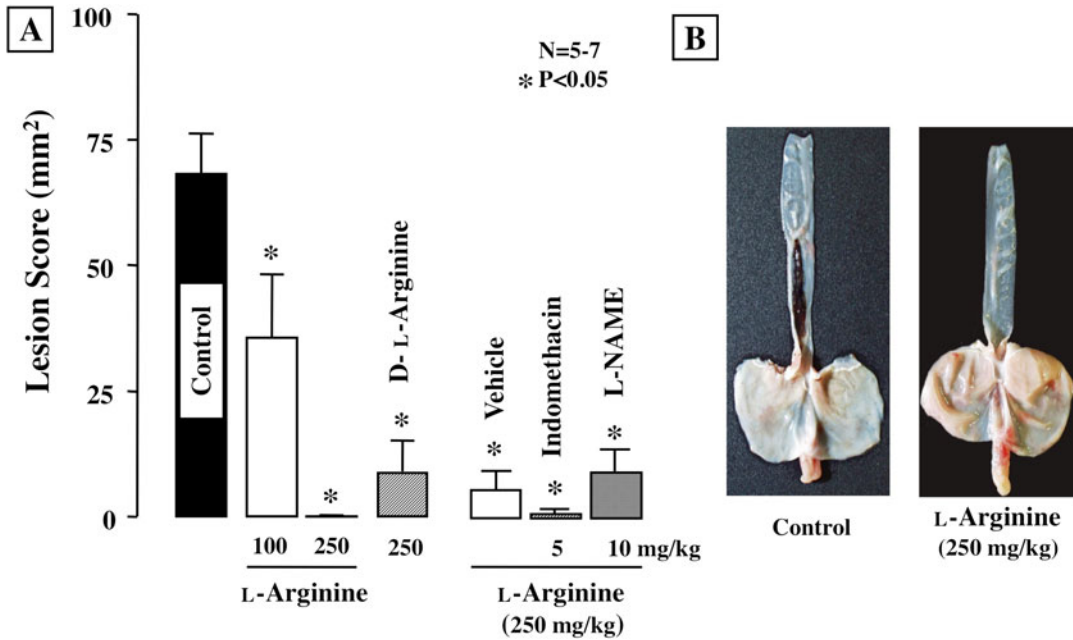 A
Lesion Score (mm²)
100
75
50
25
0
N=5-7
* P<0.05
Control
*
*
D- L-Arginine
*
Vehicle
*
Indomethacin
*
L-NAME
*
100
250
250
5
10 mg/kg
L-Arginine
L-Arginine
(250 mg/kg)
B
Control
L-Arginine
(250 mg/kg)